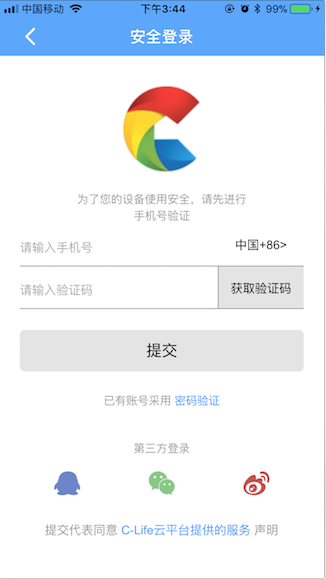 中国移动 下午3:44 99%
安全登录
为了您的设备使用安全，请先进行
手机号验证
请输入手机号 中国+86>
请输入验证码 获取验证码
提交
已有账号采用 密码验证
第三方登录
提交代表同意 C-Life云平台提供的服务 声明